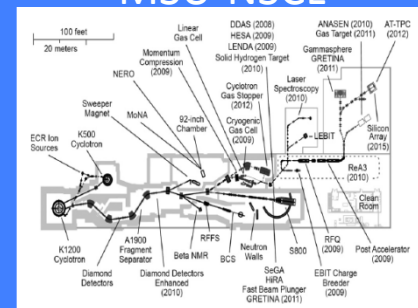 MSU NSCL
100 feet
20 meters
Linear
Gas Cell
Momentum
Compression
(2009)
NERO
Sweeper
Magnet
MoNA
92-inch
Chamber
DDAS (2008)
HESA (2009)
LENDA (2009)
Solid Hydrogen Target
(2010)
Cyclotron
Gas Stopper
(2012)
Cryogenic
Gas Cell
(2009)
Laser
Spectroscopy
(2010)
LEBIT
ANASEN (2010)
Gas Target (2011)
AT-TPC
(2012)
Gammasphere
GRETINA
(2011)
Silicon
Array
(2015)
ReA3
(2010)
Clean
Room
ECR Ion
Sources
K500
Cyclotron
K1200
Cyclotron
Diamond
Detectors
A1900
Fragment
Separator
Diamond Detectors
Enhanced
(2010)
Beta NMR
RFFS
BCS
Neutron
Walls
SeGA
HiRA
Fast Beam Plunger
GRETINA (2011)
S800
EBIT Charge
Breeder
(2009)
RFQ
(2009)
Post Accelerator
(2009)